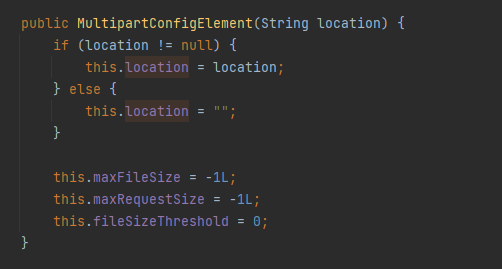 public MultipartConfigElement(String location) {
    if (location != null) {
        this.location = location;
    } else {
        this.location = "";
    }

    this.maxFileSize = -1L;
    this.maxRequestSize = -1L;
    this.fileSizeThreshold = 0;
}